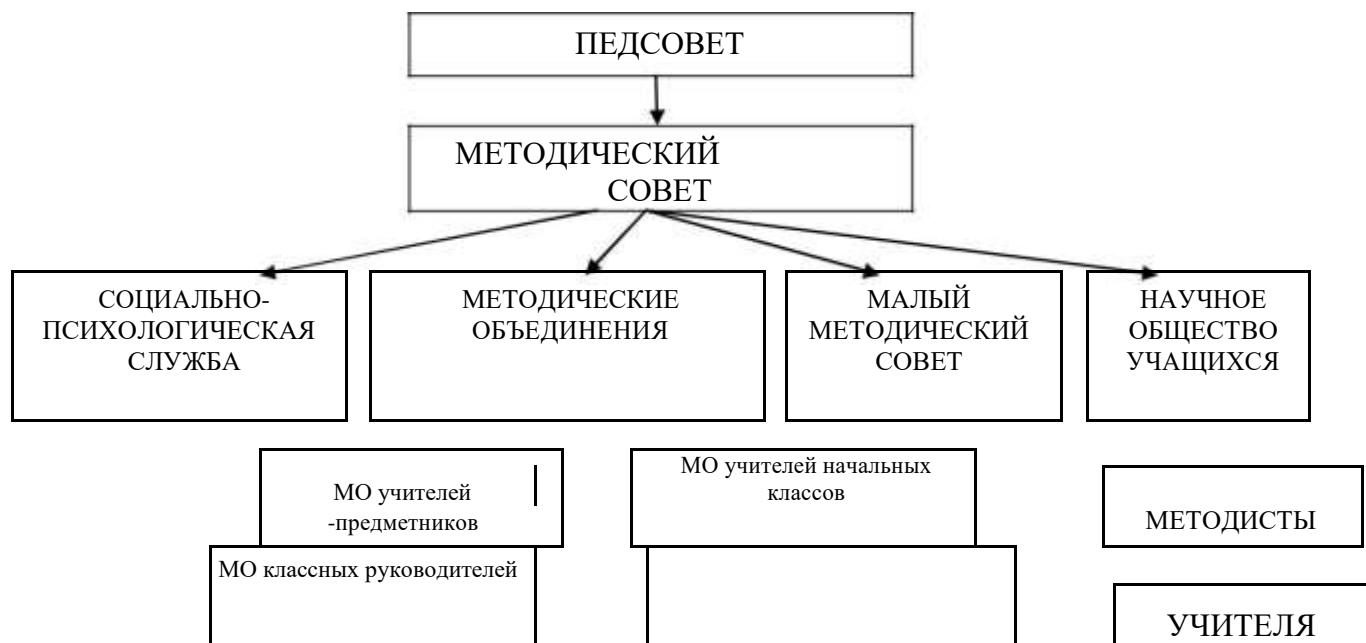 ПЕДСОВЕТ
МЕТОДИЧЕСКИЙ
СОВЕТ
СОЦИАЛЬНО-
ПСИХОЛОГИЧЕСКАЯ
СЛУЖБА
МЕТОДИЧЕСКИЕ
ОБЪЕДИНЕНИЯ
МАЛЫЙ
МЕТОДИЧЕСКИЙ
СОВЕТ
НАУЧНОЕ
ОБЩЕСТВО
УЧАЩИХСЯ
МО учителей
-предметников
МО учителей начальных
классов
МЕТОДИСТЫ
МО классных руководителей
УЧИТЕЛЯ